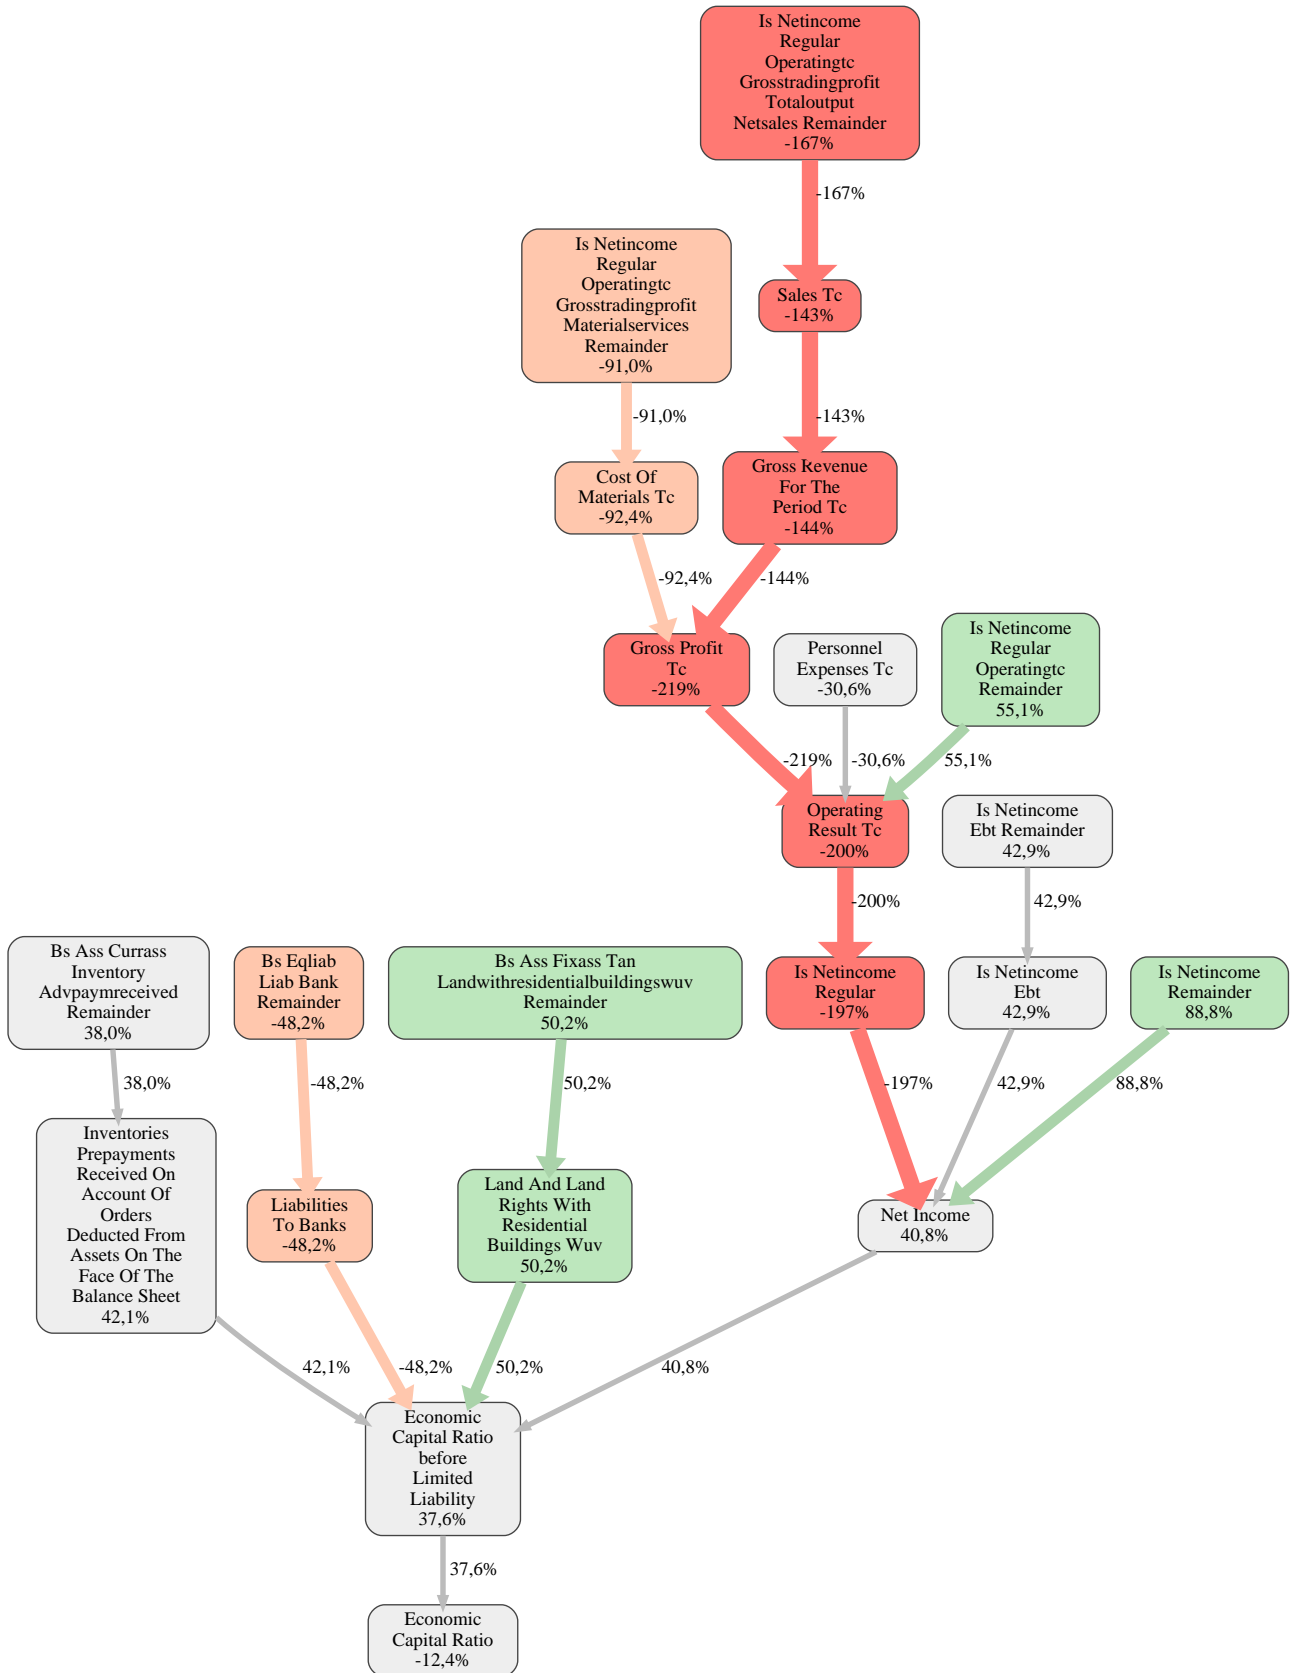 Is Netincome
Regular
Operatingtc
Grosstradingprofit
Totaloutput
Netsales Remainder
-167%
-167%
Is Netincome
Regular
Operatingtc
Grosstradingprofit
Materialservices
Remainder
-91,0%
Sales Tc
-143%
-91,0%
-143%
Cost Of
Materials Tc
-92,4%
Gross Revenue
For The
Period Tc
-144%
-92,4%
-144%
Gross Profit
Tc
-219%
Personnel
Expenses Tc
-30,6%
Is Netincome
Regular
Operatingtc
Remainder
55,1%
-219%
-30,6%
55,1%
Operating
Result Tc
-200%
Is Netincome
Ebt Remainder
42,9%
-200%
42,9%
Bs Ass Currass
Inventory
Advpaymreceived
Remainder
38,0%
Bs Eqliab
Liab Bank
Remainder
-48,2%
Bs Ass Fixass Tan
Landwithresidentialbuildingswuv
Remainder
50,2%
Is Netincome
Regular
-197%
Is Netincome
Ebt
42,9%
Is Netincome
Remainder
88,8%
38,0%
-48,2%
50,2%
-197%
42,9%
88,8%
Inventories
Prepayments
Received On
Account Of
Orders
Deducted From
Assets On The
Face Of The
Balance Sheet
42,1%
Liabilities
To Banks
-48,2%
Land And Land
Rights With
Residential
Buildings Wuv
50,2%
Net Income
40,8%
42,1%
-48,2%
50,2%
40,8%
Economic
Capital Ratio
before
Limited
Liability
37,6%
37,6%
Economic
Capital Ratio
-12,4%